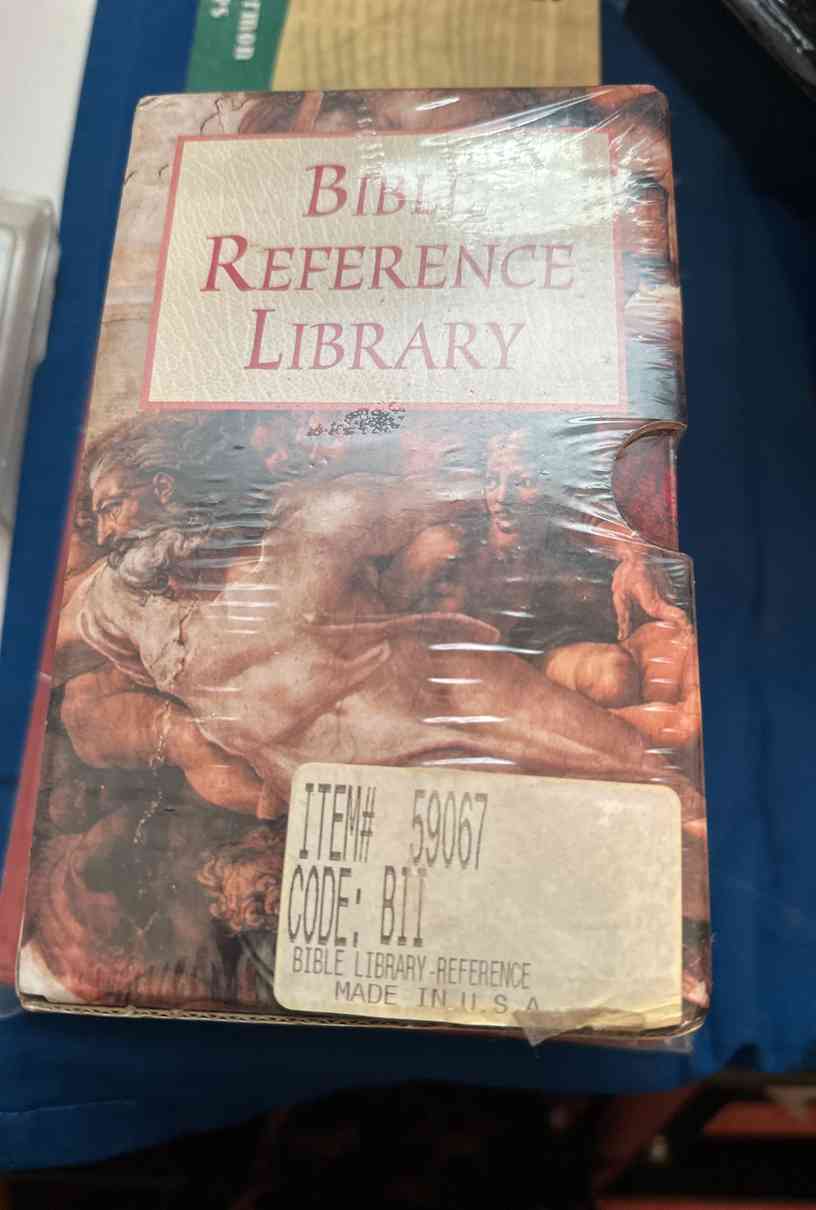 BIBLE
REFERENCE
LIBRARY
ITEM# 59067
CODE: BII
BIBLE LIBRARY-REFERENCE
MADE IN U.S.A